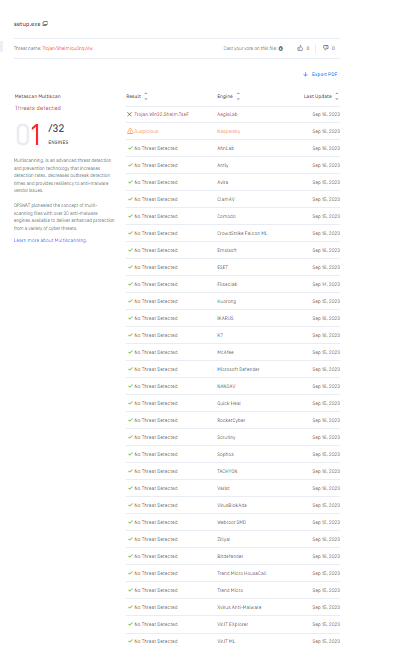 setup.exe
Threat name:
Cast your vote on this file:
0
0
Export PDF
Metascan Multiscan
Threats detected
01 /32
ENGINES
Multiscanning, is an advanced threat detection
and prevention technology that increases
detection rates, decreases outbreak detection
times and provides resiliency to anti-malware
vendor issues.
OPSWAT pioneered the concept of multi-
scanning files with over 30 anti-malware
engines available to deliver enhanced protection
from a variety of cyber threats.
Learn more about Multiscanning.
Result Engine Last Update
AegisLab Sep 16, 2023
Suspicious Kaspersky Sep 16, 2023
No Threat Detected AhnLab Sep 16, 2023
No Threat Detected Antiy Sep 16, 2023
No Threat Detected Avira Sep 15, 2023
No Threat Detected ClamAV Sep 15, 2023
No Threat Detected Comodo Sep 15, 2023
No Threat Detected CrowdStrike Falcon ML Sep 16, 2023
No Threat Detected Emsisoft Sep 16, 2023
No Threat Detected ESET Sep 16, 2023
No Threat Detected Filseclab Sep 14, 2023
No Threat Detected Huorong Sep 15, 2023
No Threat Detected IKARUS Sep 16, 2023
No Threat Detected K7 Sep 16, 2023
No Threat Detected McAfee Sep 15, 2023
No Threat Detected Microsoft Defender Sep 16, 2023
No Threat Detected NANOAV Sep 16, 2023
No Threat Detected Quick Heal Sep 15, 2023
No Threat Detected RocketCyber Sep 16, 2023
No Threat Detected Scrutiny Sep 16, 2023
No Threat Detected Sophos Sep 15, 2023
No Threat Detected TACHYON Sep 16, 2023
No Threat Detected Varist Sep 16, 2023
No Threat Detected VirusBlokAda Sep 15, 2023
No Threat Detected Webroot SMD Sep 15, 2023
No Threat Detected Zillya! Sep 16, 2023
No Threat Detected Bitdefender Sep 16, 2023
No Threat Detected Trend Micro HouseCall Sep 15, 2023
No Threat Detected Trend Micro Sep 15, 2023
No Threat Detected Xvirus Anti-Malware Sep 15, 2023
No Threat Detected Vir.IT eXplorer Sep 15, 2023
No Threat Detected Vir.IT ML Sep 16, 2023